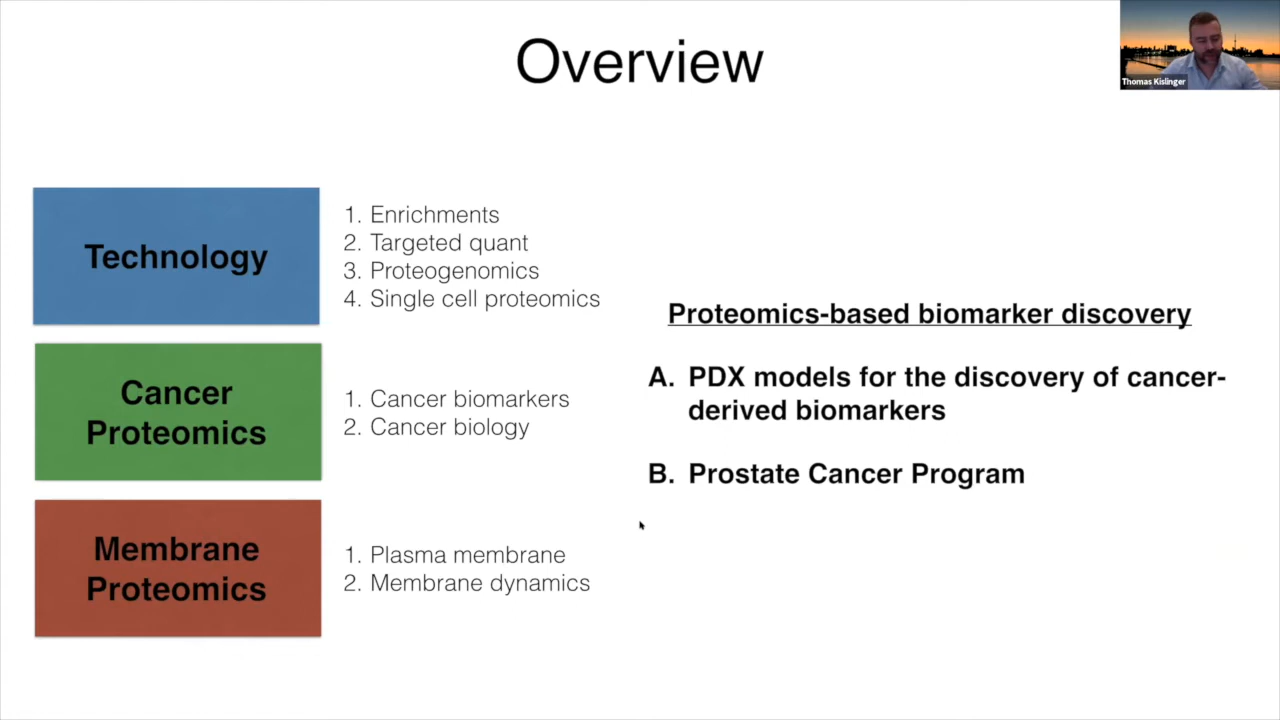 Overview
Thomas Kislinger
Technology
1. Enrichments
2. Targeted quant
3. Proteogenomics
4. Single cell proteomics
Cancer
Proteomics
1. Cancer biomarkers
2. Cancer biology
Membrane
Proteomics
1. Plasma membrane
2. Membrane dynamics
Proteomics-based biomarker discovery
A. PDX models for the discovery of cancer-
derived biomarkers
B. Prostate Cancer Program